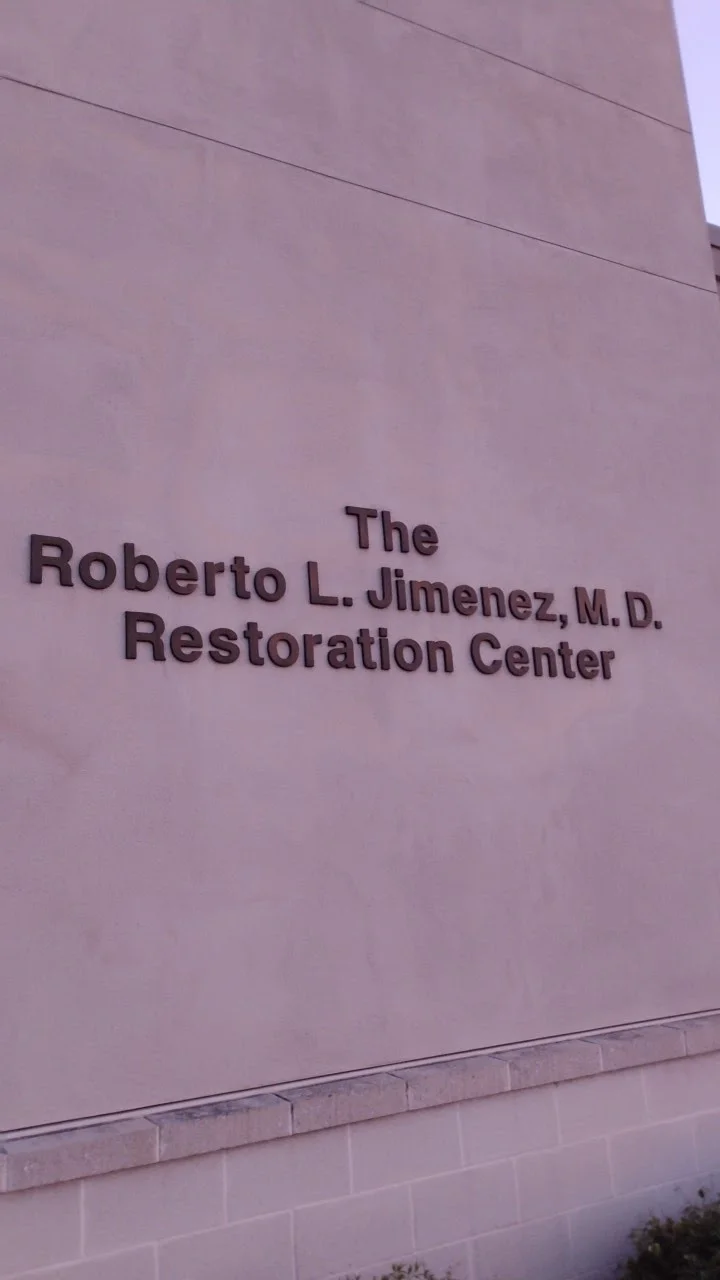 The
Roberto L. Jimenez, M. D.
Restoration Center